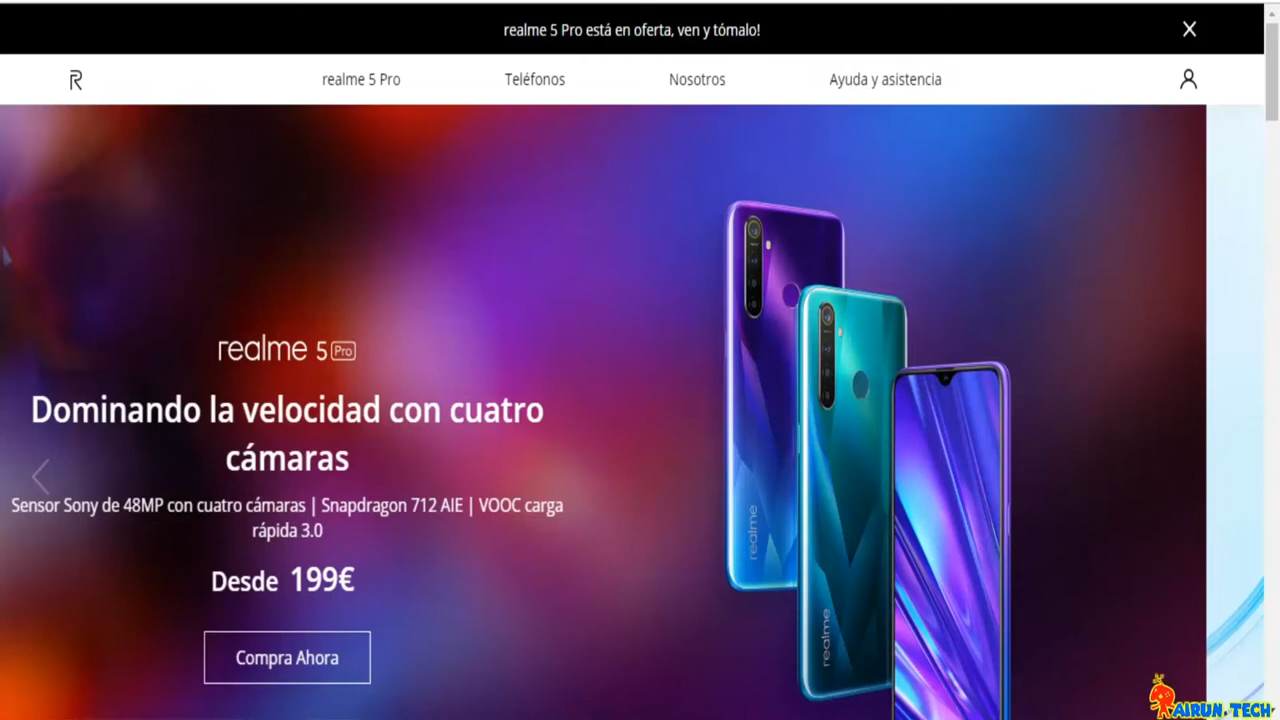 realme 5 Pro está en oferta, ven y tómalo!
realme 5 Pro
Teléfonos
Nosotros
Ayuda y asistencia
realme 5 Pro
Dominando la velocidad con cuatro
cámaras
Sensor Sony de 48MP con cuatro cámaras | Snapdragon 712 AIE | VOOC carga
rápida 3.0
Desde 199€
Compra Ahora
realme
realme
AIRUN.TECH